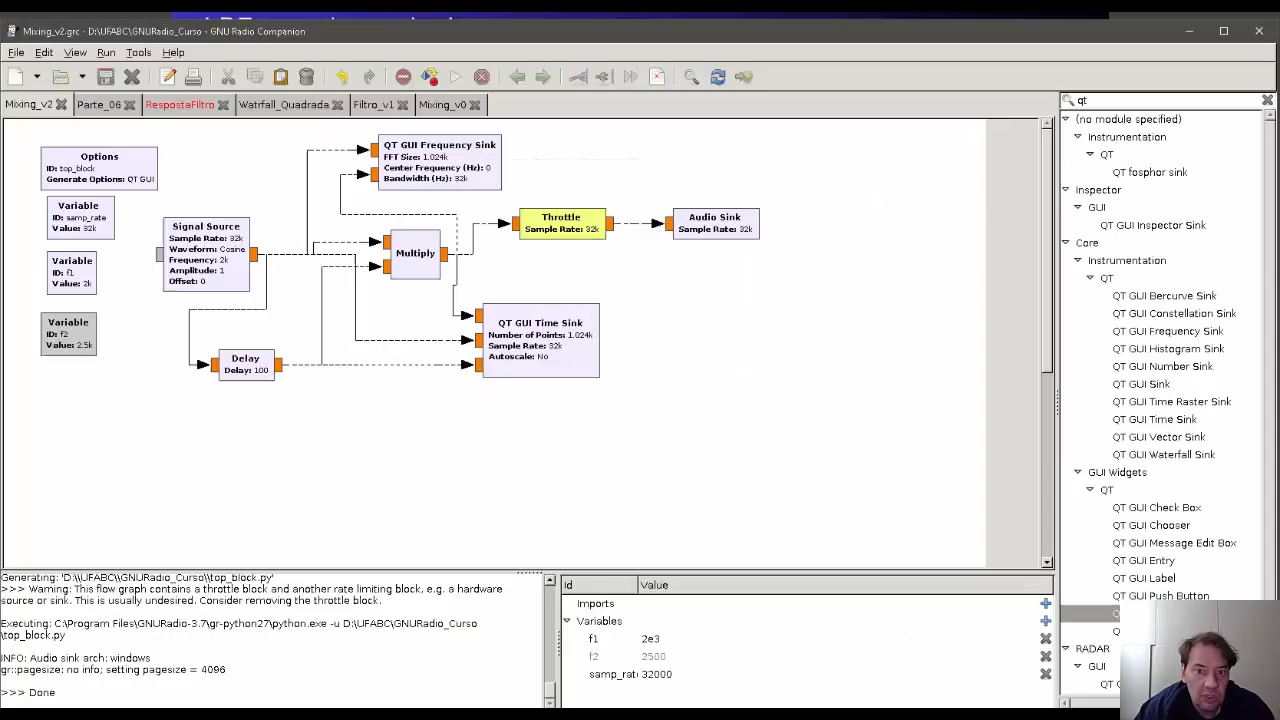 Mixing_v2.grc - D:\UFABC\GNURadio_Curso - GNU Radio Companion
File Edit View Run Tools Help
Mixing_v2 Parte_06 RespostaFiltro Watrfall_Quadrada Filtro_v1 Mixing_v0
qt
Options
ID: top_block
Generate Options: QT GUI
Variable
ID: samp_rate
Value: 32k
Variable
ID: f1
Value: 2k
Variable
ID: f2
Value: 2.5k
Signal Source
Sample Rate: 32k
Waveform: Cosine
Frequency: 2k
Amplitude: 1
Offset: 0
Delay
Delay: 100
QT GUI Frequency Sink
FFT Size: 1.024k
Center Frequency (Hz): 0
Bandwidth (Hz): 32k
Multiply
Throttle
Sample Rate: 32k
Audio Sink
Sample Rate: 32k
QT GUI Time Sink
Number of Points: 1.024k
Sample Rate: 32k
Autoscale: No
(no module specified)
Instrumentation
QT
QT fosphor sink
Inspector
GUI
QT GUI Inspector Sink
Core
Instrumentation
QT
QT GUI Bercurve Sink
QT GUI Constellation Sink
QT GUI Frequency Sink
QT GUI Histogram Sink
QT GUI Number Sink
QT GUI Sink
QT GUI Time Raster Sink
QT GUI Time Sink
QT GUI Vector Sink
QT GUI Waterfall Sink
GUI Widgets
QT
QT GUI Check Box
QT GUI Chooser
QT GUI Message Edit Box
QT GUI Entry
QT GUI Label
QT GUI Push Button
RADAR
GUI
Generating: 'D:\\UFABC\\GNURadio_Curso\\top_block.py'
>>> Warning: This flow graph contains a throttle block and another rate limiting block, e.g. a hardware
source or sink. This is usually undesired. Consider removing the throttle block.
Executing: C:\Program Files\GNURadio-3.7\gr-python27\python.exe -u D:\UFABC\GNURadio_Curso
\top_block.py
INFO: Audio sink arch: windows
gr::pagesize: no info; setting pagesize = 4096
>>> Done
Id Value
Imports
Variables
f1 2e3
f2 2500
samp_rate 32000